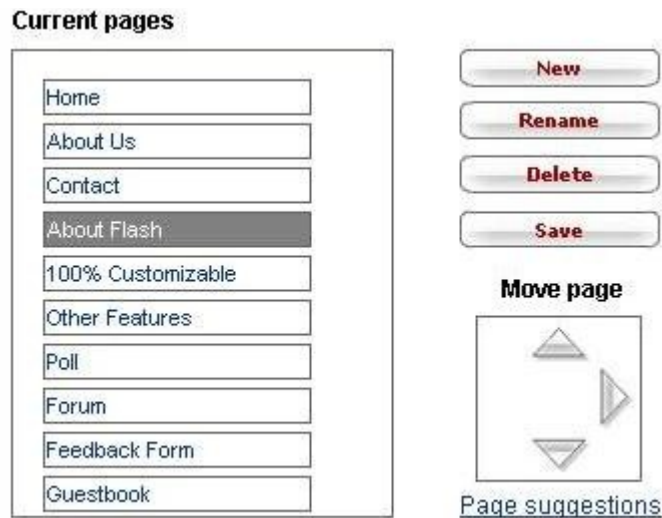 Current pages
Home
About Us
Contact
About Flash
100% Customizable
Other Features
Poll
Forum
Feedback Form
Guestbook
New
Rename
Delete
Save
Move page
Page suggestions